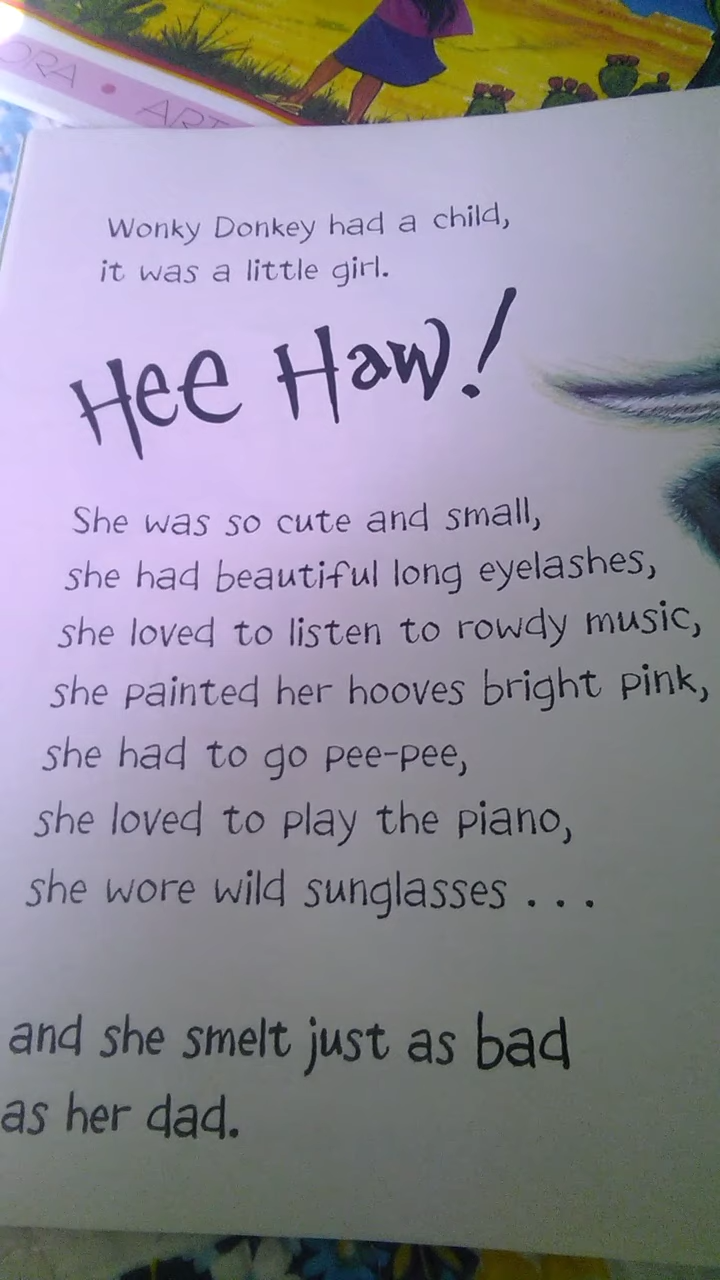 ORA • ART
Wonky Donkey had a child,
it was a little girl.
Hee Haw!
She was so cute and small,
she had beautiful long eyelashes,
she loved to listen to rowdy music,
she painted her hooves bright pink,
she had to go pee-pee,
she loved to play the piano,
she wore wild sunglasses . . .
and she smelt just as bad
as her dad.